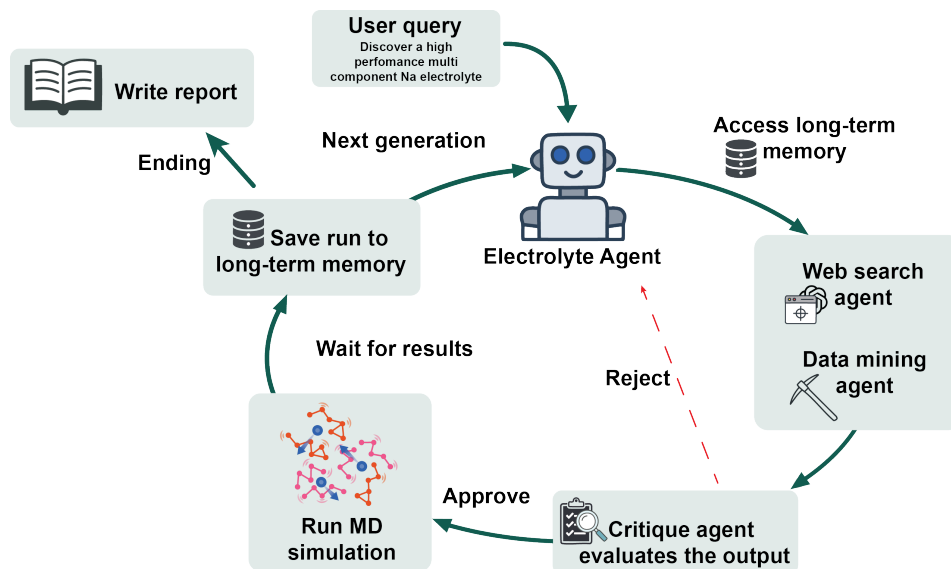 User query
Discover a high
perfomance multi
component Na electrolyte
Write report
Ending
Next generation
Access long-term
memory
Save run to
long-term memory
Electrolyte Agent
Web search
agent
Wait for results
Data mining
agent
Reject
Approve
Run MD
simulation
Critique agent
evaluates the output